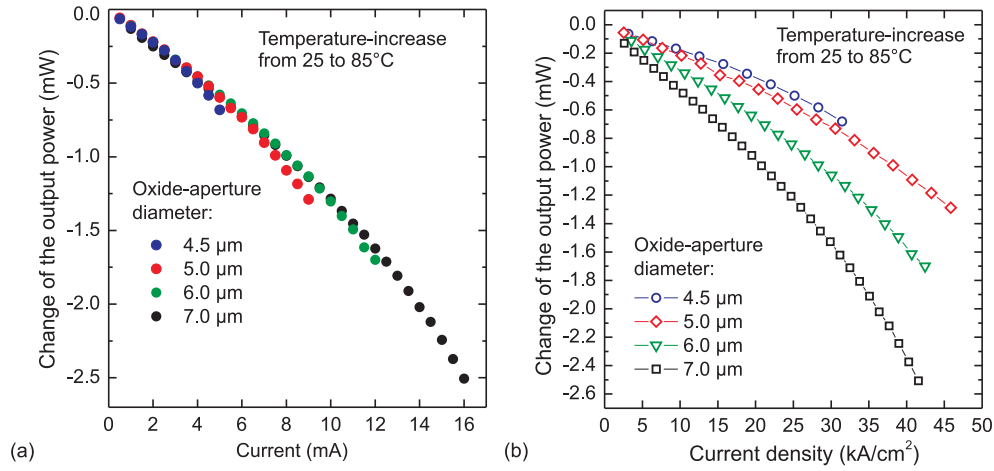 Change of the output power (mW)
0.0
-0.5
-1.0
-1.5
-2.0
-2.5
Temperature-increase
from 25 to 85°C
Oxide-aperture
diameter:
4.5 µm
5.0 µm
6.0 µm
7.0 µm
0 2 4 6 8 10 12 14 16
(a) Current (mA)
Change of the output power (mW)
0.0
-0.2
-0.4
-0.6
-0.8
-1.0
-1.2
-1.4
-1.6
-1.8
-2.0
-2.2
-2.4
-2.6
Temperature-increase
from 25 to 85°C
Oxide-aperture
diameter:
4.5 µm
5.0 µm
6.0 µm
7.0 µm
0 5 10 15 20 25 30 35 40 45 50
(b) Current density (kA/cm²)